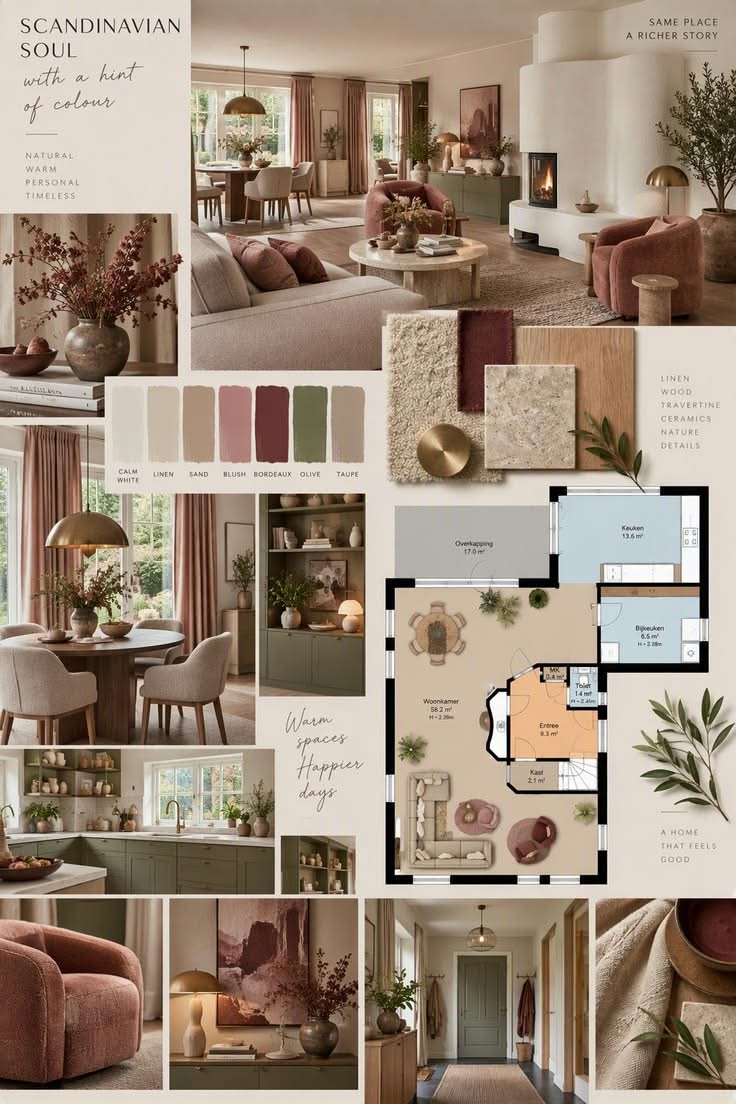 SCANDINAVIAN
SOUL
with a hint
of colour
NATURAL
WARM
PERSONAL
TIMELESS
SAME PLACE
A RICHER STORY
CALM
WHITE
LINEN
SAND
BLUSH
BORDEAUX
OLIVE
TAUPE
LINEN
WOOD
TRAVERTINE
CERAMICS
NATURE
DETAILS
Overkapping
17.0 m²
Keuken
13.6 m²
Bijkeuken
6.5 m²
H = 2.28m
MK
0.4 m²
Toilet
1.4 m²
Woonkamer
58.2 m²
Entree
9.3 m²
Kast
2.1 m²
Warm
spaces
Happier
days
A HOME
THAT FEELS
GOOD